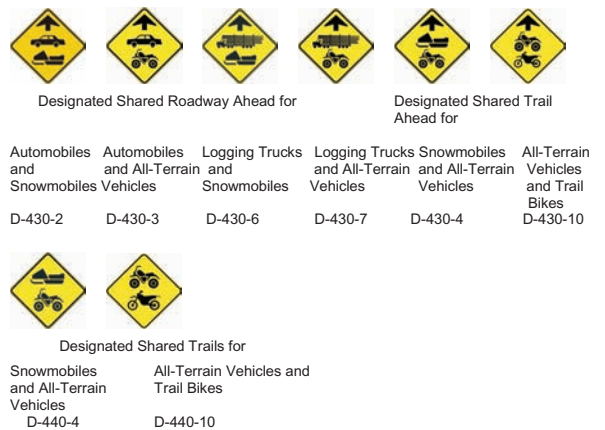 Designated Shared Roadway Ahead for
Designated Shared Trail
Ahead for
Automobiles
and
Snowmobiles
Automobiles
and All-Terrain
Vehicles
Logging Trucks
and
Snowmobiles
Logging Trucks
and All-Terrain
Vehicles
Snowmobiles
and All-Terrain
Vehicles
All-Terrain
Vehicles
and Trail
Bikes
D-430-2
D-430-3
D-430-6
D-430-7
D-430-4
D-430-10
Designated Shared Trails for
Snowmobiles
and All-Terrain
Vehicles
D-440-4
All-Terrain Vehicles and
Trail Bikes
D-440-10